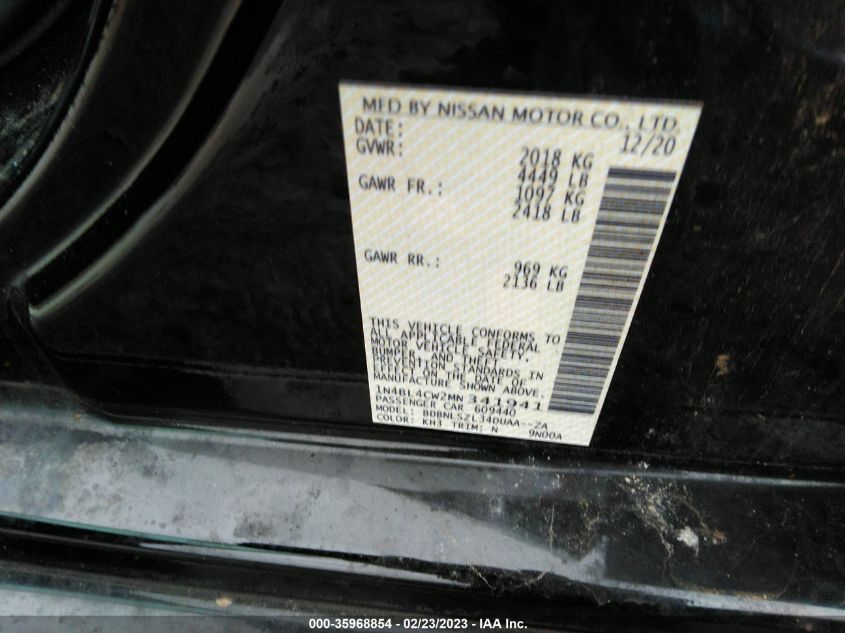 MFD BY NISSAN MOTOR CO., LTD.
DATE: 12/20
GVWR: 2018 KG
4449 LB
GAWR FR.: 1097 KG
2418 LB
GAWR RR.: 969 KG
2136 LB
THIS VEHICLE CONFORMS TO
ALL APPLICABLE FEDERAL
MOTOR VEHICLE SAFETY,
BUMPER, AND THEFT
PREVENTION STANDARDS IN
EFFECT ON THE DATE OF
MANUFACTURE SHOWN ABOVE.
1N4BL4CW2MN 341941
PASSENGER CAR 609440
MODEL: BDBNLSZL34DUAA--ZA
COLOR: KH3 TRIM: N 9N00A
000-35968854 - 02/23/2023 - IAA Inc.